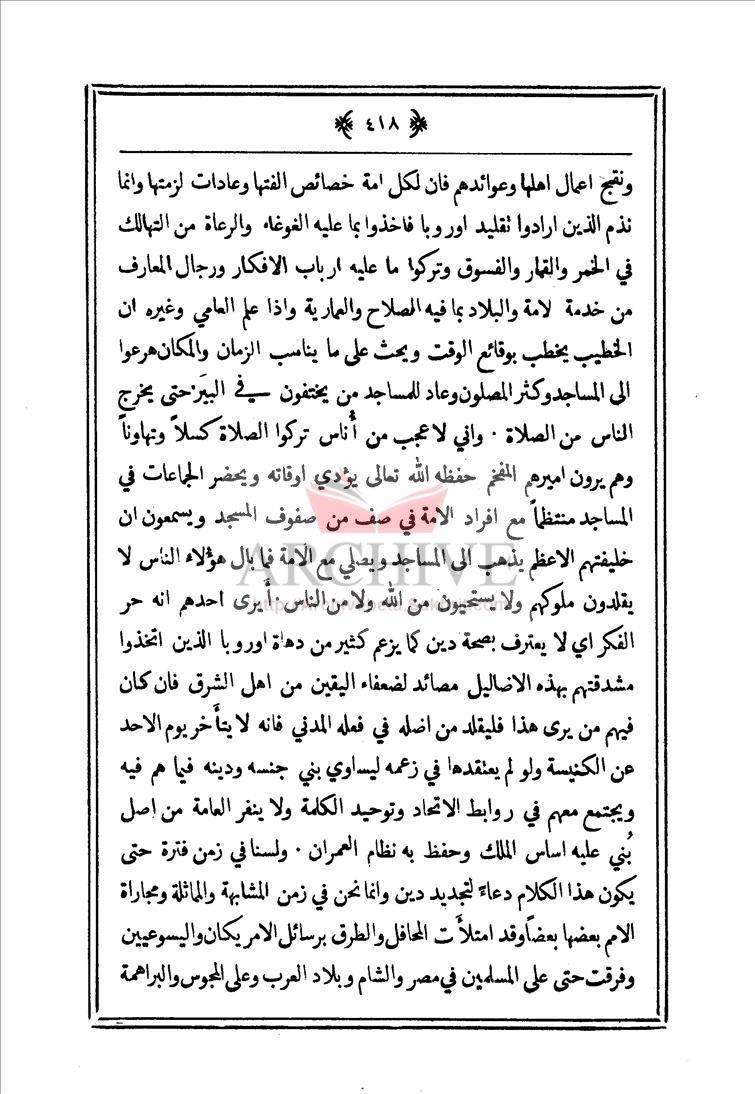 ﴿ ٤١٨ ﴾
ونقبح اعمال اهلها وعوائدهم فان لكل امة خصائص الفتها وعادات لزمتها وانما
نذم الذين ارادوا تقليد اوروبا فاخذوا بما عليه الغوغاء والرعاة من التهالك
في الخمر والقمار والفسوق وتركوا ما عليه ارباب الافكار ورجال المعارف
من خدمة لامة والبلاد بما فيه الصلاح والعمارية واذا علم العامي وغيره ان
الخطيب يخطب بوقائع الوقت ويحث على ما يناسب الزمان والمكان هرعوا
الى المساجد وكثر المصلون وعاد للمساجد من يختفون في البير حتى يخرج
الناس من الصلاة ٠ واني لاعجب من أُناس تركوا الصلاة كسلاً وتهاوناً
وهم يرون اميرهم المفخم حفظه الله تعالى يؤدي اوقاته ويحضر الجماعات في
المساجد منتظماً مع افراد الامة في صف من صفوف المسجد ويسمعون ان
خليفتهم الاعظم يذهب الى المساجد ويصلي مع الامة فما بال هؤلاء الناس لا
يقلدون ملوكهم ولا يستحيون من الله ولا من الناس ٠ أَيرى احدهم انه حر
الفكر اي لا يعترف بصحة دين كما يزعم كثير من دهاة اوروبا الذين اتخذوا
مشدقتهم بهذه الاضاليل مصائد لضعفاء اليقين من اهل الشرق فان كان
فيهم من يرى هذا فليقلد من اضله في فعله المدني فانه لا يتأَخر يوم الاحد
عن الكنيسة ولو لم يعتقدها في زعمه ليساوي بني جنسه ودينه فيما هم فيه
ويجتمع معهم في روابط الاتحاد وتوحيد الكلمة ولا ينفر العامة من اصل
بُني عليه اساس الملك وحفظ به نظام العمران ٠ ولسنا في زمن فترة حتى
يكون هذا الكلام دعاءً لتجديد دين وانما نحن في زمن المشابهة والماثلة ومجاراة
الامم بعضها بعضاً وقد امتلأَت المحافل والطرق برسائل الامريكان واليسوعيين
وفرقت حتى على المسلمين في مصر والشام وبلاد العرب وعلى المجوس والبراهمة
ARCHIVE